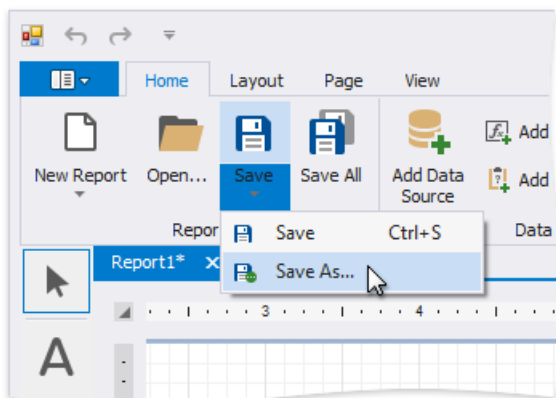 Home Layout Page View
New Report Open... Save Save All Add Data Source
Add
Add
Repor Data
Save Ctrl+S
Save As...
Report1*
3 4
A